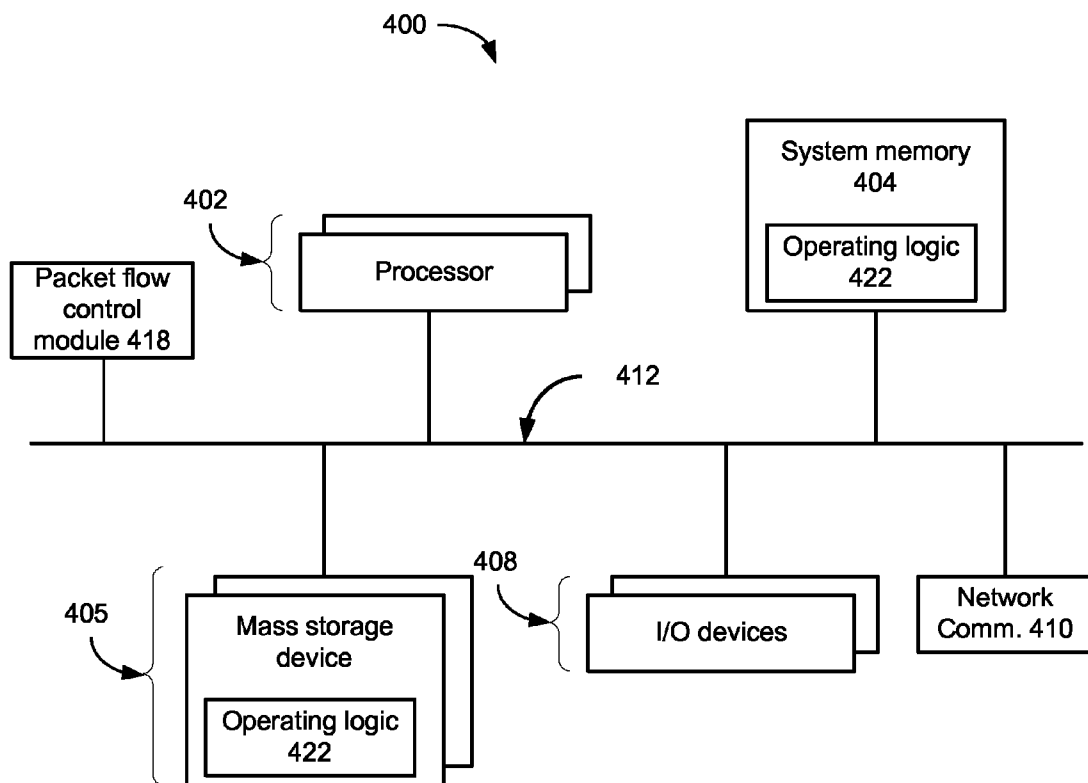 400
System memory
404
Operating logic
422
402
Processor
Packet flow
control
module 418
412
405
Mass storage
device
Operating logic
422
408
I/O devices
Network
Comm. 410